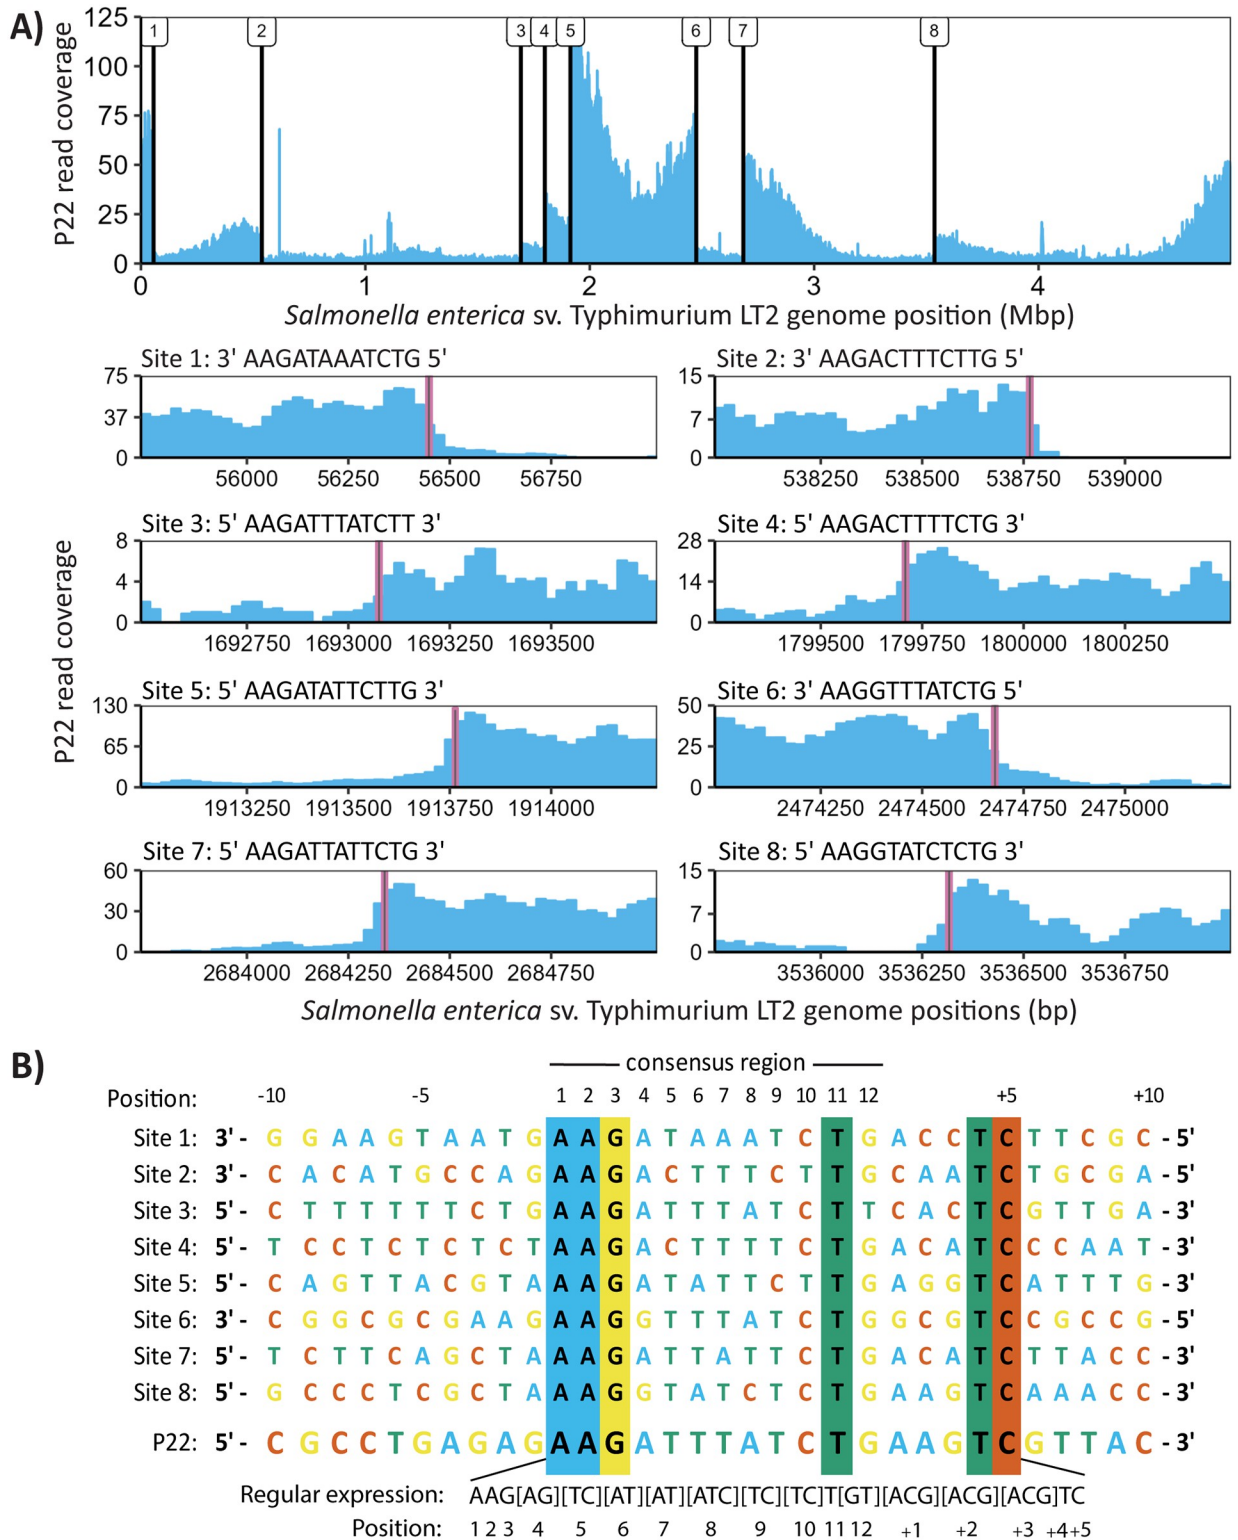 A)
125
100
75
50
25
0
P22 read coverage
1 2 3 4 5 6 7 8
0 1 2 3 4
Salmonella enterica sv. Typhimurium LT2 genome position (Mbp)
Site 1: 3' AAGATAAATCTG 5'
75
37
0
56000 56250 56500 56750
Site 2: 3' AAGACTTTCTTG 5'
15
7
0
538250 538500 538750 539000
Site 3: 5' AAGATTTATCTT 3'
8
4
0
1692750 1693000 1693250 1693500
Site 4: 5' AAGACTTTTCTG 3'
28
14
0
1799500 1799750 1800000 1800250
P22 read coverage
Site 5: 5' AAGATATTCTTG 3'
130
65
0
1913250 1913500 1913750 1914000
Site 6: 3' AAGGTTTATCTG 5'
50
25
0
2474250 2474500 2474750 2475000
Site 7: 5' AAGATTATTCTG 3'
60
30
0
2684000 2684250 2684500 2684750
Site 8: 5' AAGGTATCTCTG 3'
15
7
0
3536000 3536250 3536500 3536750
Salmonella enterica sv. Typhimurium LT2 genome positions (bp)
B)
consensus region
Position: -10 -5 1 2 3 4 5 6 7 8 9 10 11 12 +5 +10
Site 1: 3' - G G A A G T A A T G A A G A T A A A T C T G A C C T C T T C G C - 5'
Site 2: 3' - C A C A T G C C A G A A G A C T T T C T T G C A A T C T G C G A - 5'
Site 3: 5' - C T T T T T T C T G A A G A T T T A T C T T C A C T C G T T G A - 3'
Site 4: 5' - T C C T C T C T C T A A G A C T T T T C T G A C A T C C C A A T - 3'
Site 5: 5' - C A G T T A C G T A A A G A T A T T C T T G A G G T C A T T T G - 3'
Site 6: 3' - C G G C G C G A A G A A G G T T T A T C T G G C G T C C G C C G - 5'
Site 7: 5' - T C T T C A G C T A A A G A T T A T T C T G A C A T C T T A C C - 3'
Site 8: 5' - G C C C T C G C T A A A G G T A T C T C T G A A G T C A A A C C - 3'
P22: 5' - C G C C T G A G A G A A G A T T T A T C T G A A G T C G T T A C - 3'
Regular expression: AAG[AG][TC][AT][AT][ATC][TC][TC]T[GT][ACG][ACG][ACG]TC
Position: 1 2 3 4 5 6 7 8 9 10 11 12 +1 +2 +3 +4 +5